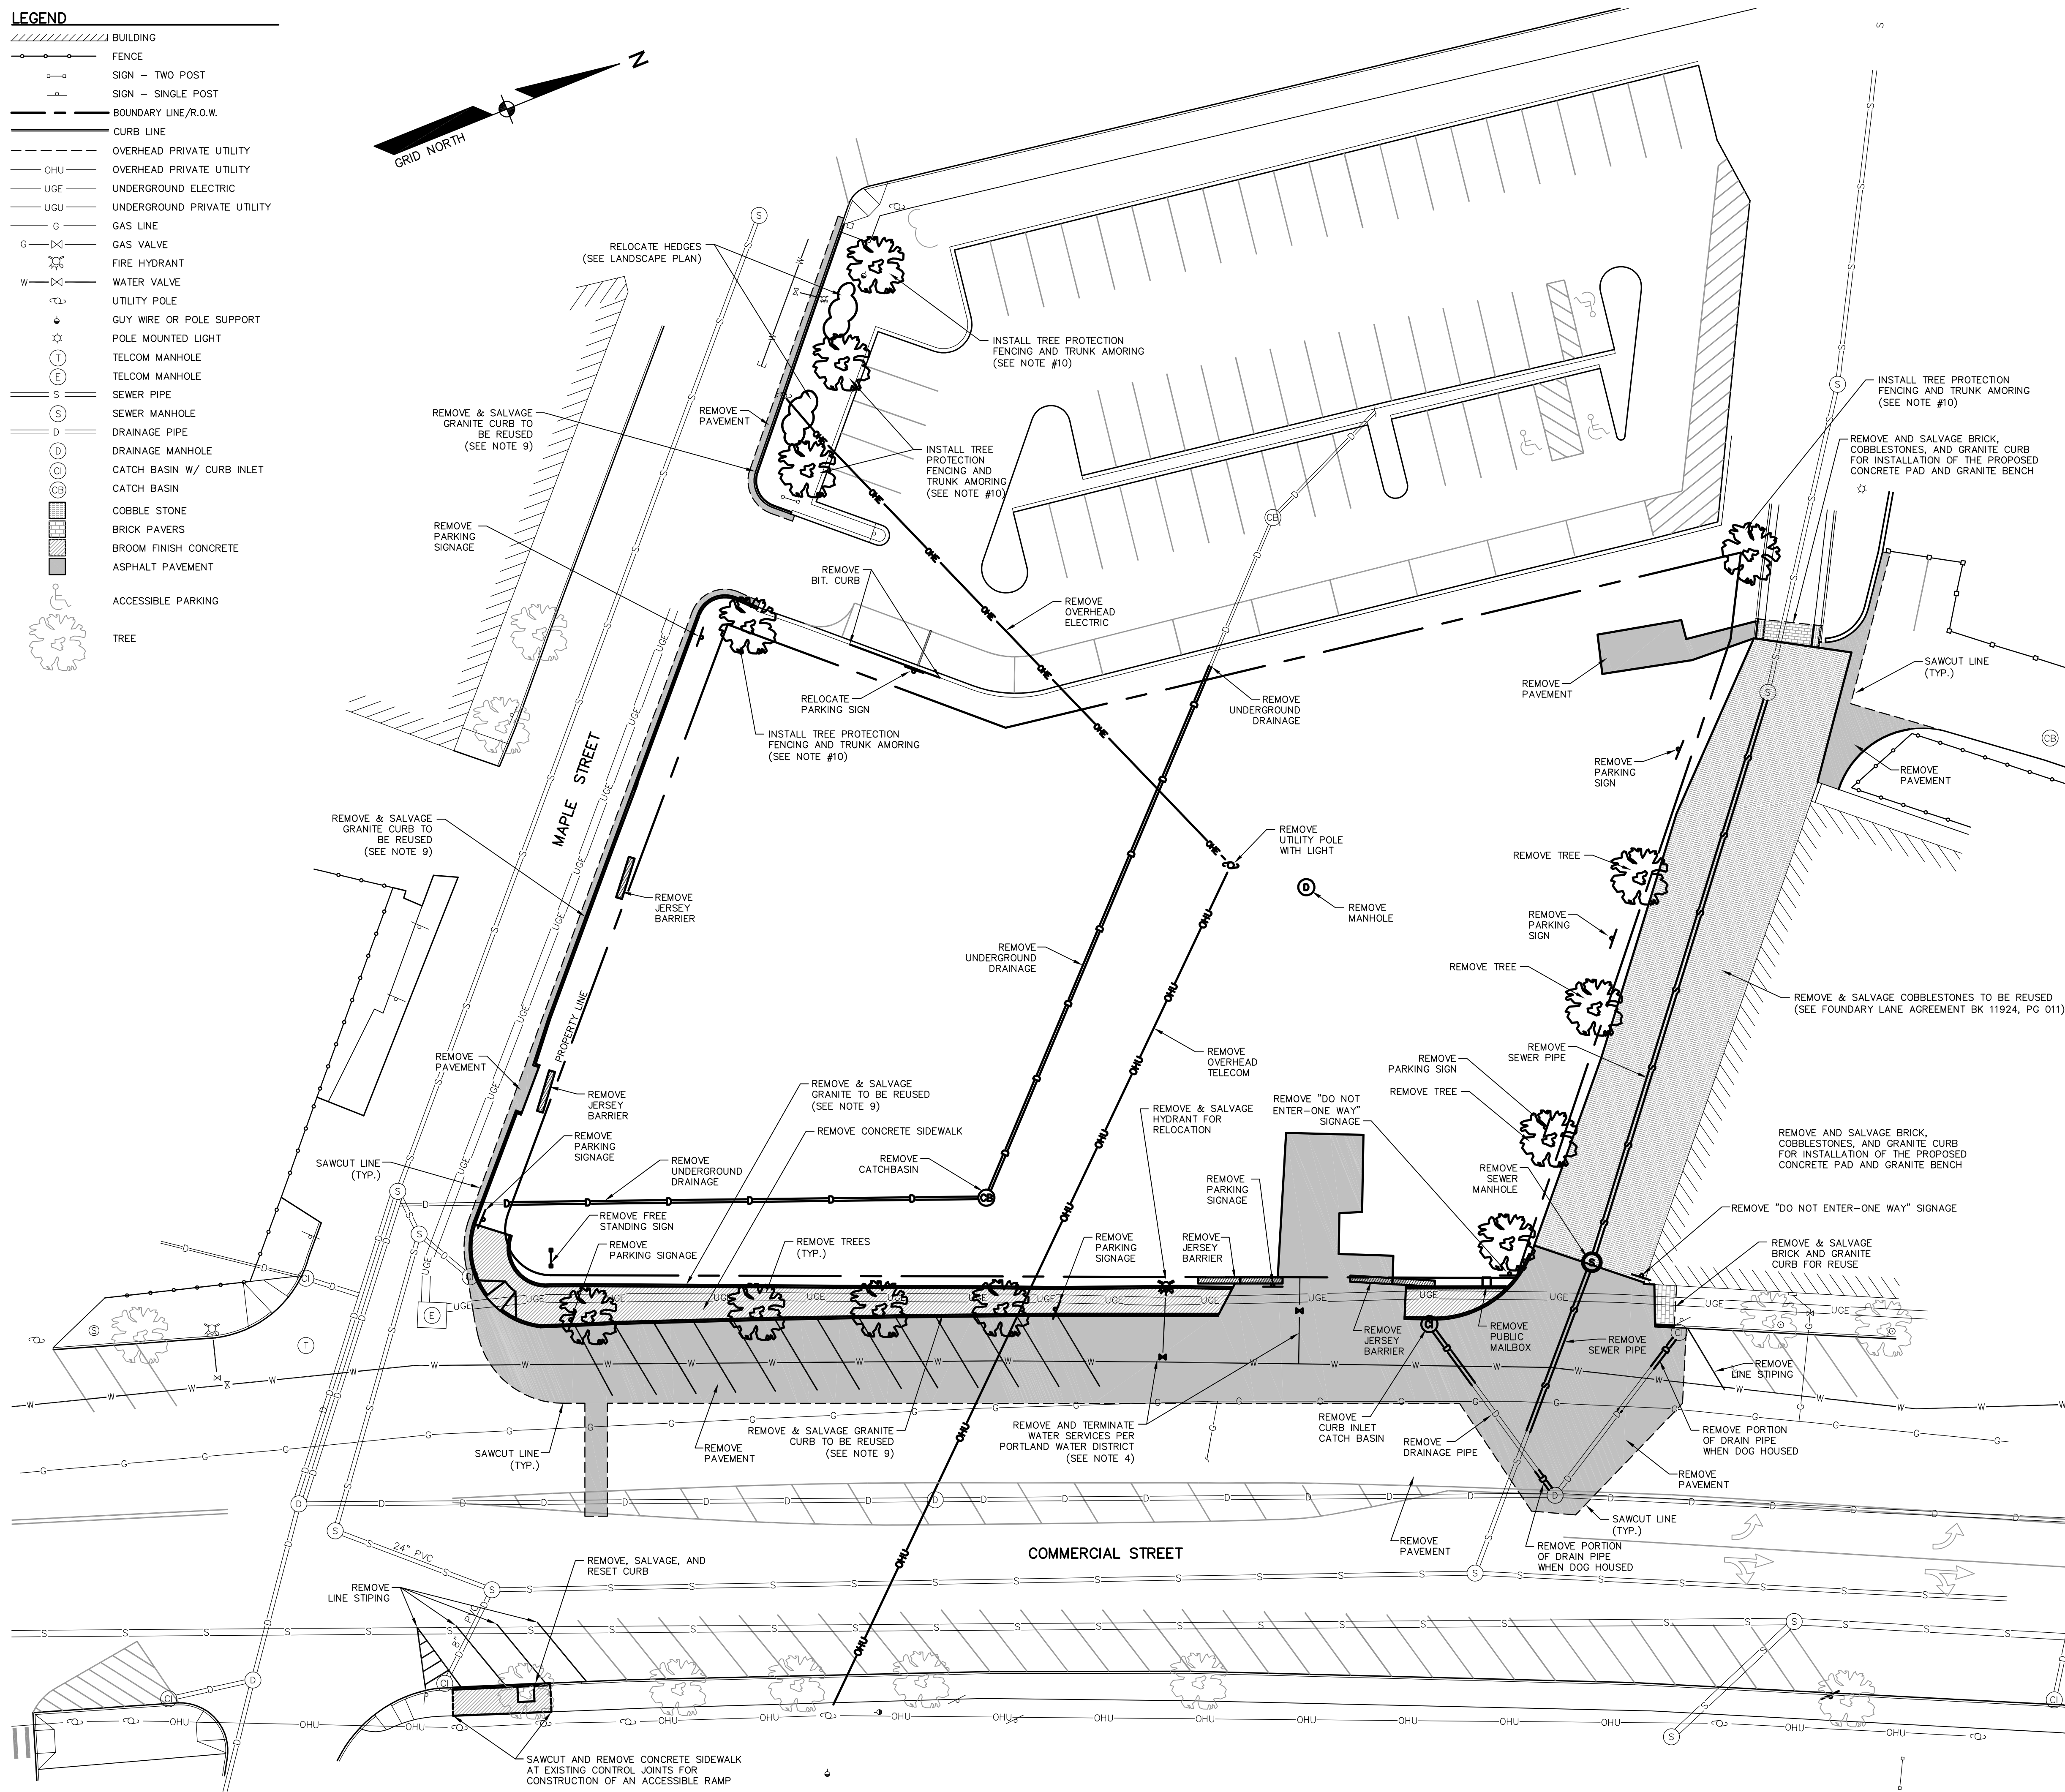 LEGEND
BUILDING
FENCE
SIGN – TWO POST
SIGN – SINGLE POST
BOUNDARY LINE/R.O.W.
CURB LINE
OVERHEAD PRIVATE UTILITY
OHU OVERHEAD PRIVATE UTILITY
UGE UNDERGROUND ELECTRIC
UGU UNDERGROUND PRIVATE UTILITY
G GAS LINE
G GAS VALVE
FIRE HYDRANT
W WATER VALVE
UTILITY POLE
GUY WIRE OR POLE SUPPORT
POLE MOUNTED LIGHT
T TELCOM MANHOLE
E TELCOM MANHOLE
S SEWER PIPE
S SEWER MANHOLE
D DRAINAGE PIPE
D DRAINAGE MANHOLE
CI CATCH BASIN W/ CURB INLET
CB CATCH BASIN
COBBLE STONE
BRICK PAVERS
BROOM FINISH CONCRETE
ASPHALT PAVEMENT
ACCESSIBLE PARKING
TREE
GRID NORTH
N
RELOCATE HEDGES
(SEE LANDSCAPE PLAN)
INSTALL TREE PROTECTION
FENCING AND TRUNK AMORING
(SEE NOTE #10)
REMOVE & SALVAGE
GRANITE CURB TO
BE REUSED
(SEE NOTE 9)
REMOVE
PAVEMENT
INSTALL TREE
PROTECTION
FENCING AND
TRUNK AMORING
(SEE NOTE #10)
INSTALL TREE PROTECTION
FENCING AND TRUNK AMORING
(SEE NOTE #10)
REMOVE AND SALVAGE BRICK,
COBBLESTONES, AND GRANITE CURB
FOR INSTALLATION OF THE PROPOSED
CONCRETE PAD AND GRANITE BENCH
REMOVE
PARKING
SIGNAGE
REMOVE
BIT. CURB
REMOVE
OVERHEAD
ELECTRIC
RELOCATE
PARKING SIGN
REMOVE
UNDERGROUND
DRAINAGE
REMOVE
PAVEMENT
SAWCUT LINE
(TYP.)
INSTALL TREE PROTECTION
FENCING AND TRUNK AMORING
(SEE NOTE #10)
MAPLE STREET
REMOVE
PARKING
SIGN
REMOVE
PAVEMENT
CB
REMOVE & SALVAGE
GRANITE CURB TO
BE REUSED
(SEE NOTE 9)
REMOVE
UTILITY POLE
WITH LIGHT
REMOVE TREE
REMOVE
JERSEY
BARRIER
D
REMOVE
MANHOLE
REMOVE
PARKING
SIGN
REMOVE
UNDERGROUND
DRAINAGE
REMOVE TREE
REMOVE & SALVAGE COBBLESTONES TO BE REUSED
(SEE FOUNDARY LANE AGREEMENT BK 11924, PG 011)
PROPERTY LINE
REMOVE
PAVEMENT
REMOVE
OVERHEAD
TELECOM
REMOVE
SEWER PIPE
REMOVE
PARKING SIGN
REMOVE TREE
REMOVE
JERSEY
BARRIER
REMOVE & SALVAGE
GRANITE TO BE REUSED
(SEE NOTE 9)
REMOVE CONCRETE SIDEWALK
REMOVE & SALVAGE
HYDRANT FOR
RELOCATION
REMOVE "DO NOT
ENTER–ONE WAY"
SIGNAGE
REMOVE
PARKING
SIGNAGE
REMOVE AND SALVAGE BRICK,
COBBLESTONES, AND GRANITE CURB
FOR INSTALLATION OF THE PROPOSED
CONCRETE PAD AND GRANITE BENCH
SAWCUT LINE
(TYP.)
REMOVE
UNDERGROUND
DRAINAGE
REMOVE
CATCHBASIN
CB
REMOVE
PARKING
SIGNAGE
REMOVE
SEWER
MANHOLE
REMOVE "DO NOT ENTER–ONE WAY" SIGNAGE
REMOVE FREE
STANDING SIGN
REMOVE
PARKING SIGNAGE
REMOVE TREES
(TYP.)
REMOVE
PARKING
SIGNAGE
REMOVE
JERSEY
BARRIER
REMOVE & SALVAGE
BRICK AND GRANITE
CURB FOR REUSE
REMOVE
JERSEY
BARRIER
REMOVE
PUBLIC
MAILBOX
REMOVE
SEWER PIPE
REMOVE
LINE STIPING
REMOVE & SALVAGE GRANITE
CURB TO BE REUSED
(SEE NOTE 9)
REMOVE AND TERMINATE
WATER SERVICES PER
PORTLAND WATER DISTRICT
(SEE NOTE 4)
REMOVE
CURB INLET
CATCH BASIN
REMOVE
DRAINAGE PIPE
REMOVE PORTION
OF DRAIN PIPE
WHEN DOG HOUSED
SAWCUT LINE
(TYP.)
REMOVE
PAVEMENT
REMOVE
PAVEMENT
SAWCUT LINE
(TYP.)
REMOVE
PAVEMENT
REMOVE PORTION
OF DRAIN PIPE
WHEN DOG HOUSED
COMMERCIAL STREET
24" PVC
REMOVE, SALVAGE, AND
RESET CURB
REMOVE
LINE STIPING
8" PVC
SAWCUT AND REMOVE CONCRETE SIDEWALK
AT EXISTING CONTROL JOINTS FOR
CONSTRUCTION OF AN ACCESSIBLE RAMP